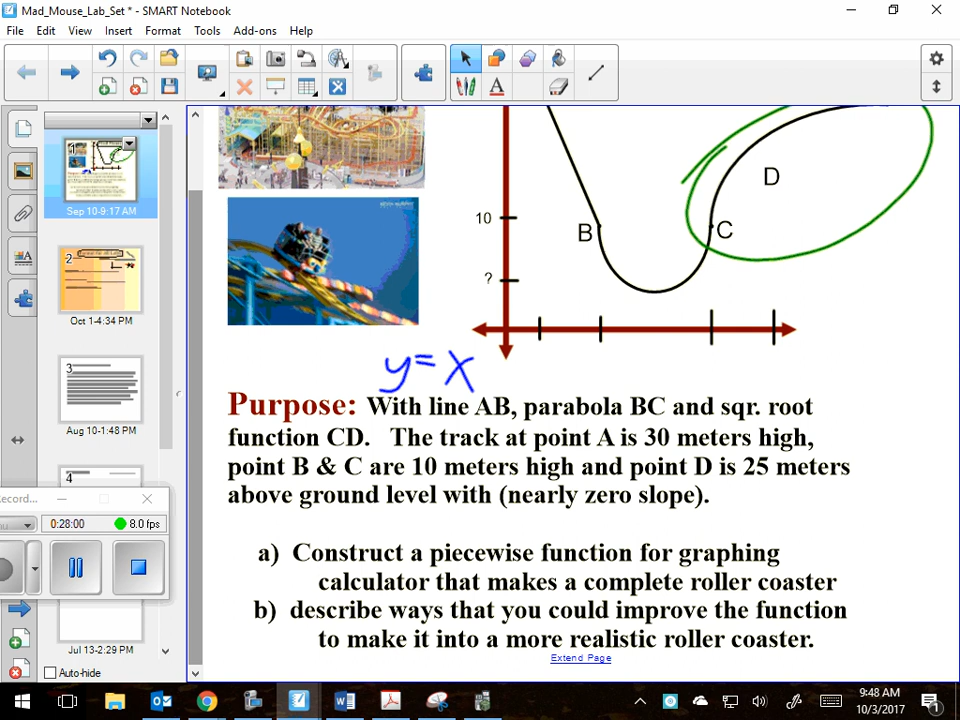 Mad_Mouse_Lab_Set * - SMART Notebook
File Edit View Insert Format Tools Add-ons Help
1
Sep 10-9:17 AM
2
Oct 1-4:34 PM
3
Aug 10-1:48 PM
4
Jul 13-2:29 PM
Auto-hide
ecord...
0:28:00
8.0 fps
10
?
B
C
D
y=x
Purpose: With line AB, parabola BC and sqr. root
function CD. The track at point A is 30 meters high,
point B & C are 10 meters high and point D is 25 meters
above ground level with (nearly zero slope).
a) Construct a piecewise function for graphing
calculator that makes a complete roller coaster
b) describe ways that you could improve the function
to make it into a more realistic roller coaster.
Extend Page
9:48 AM
10/3/2017